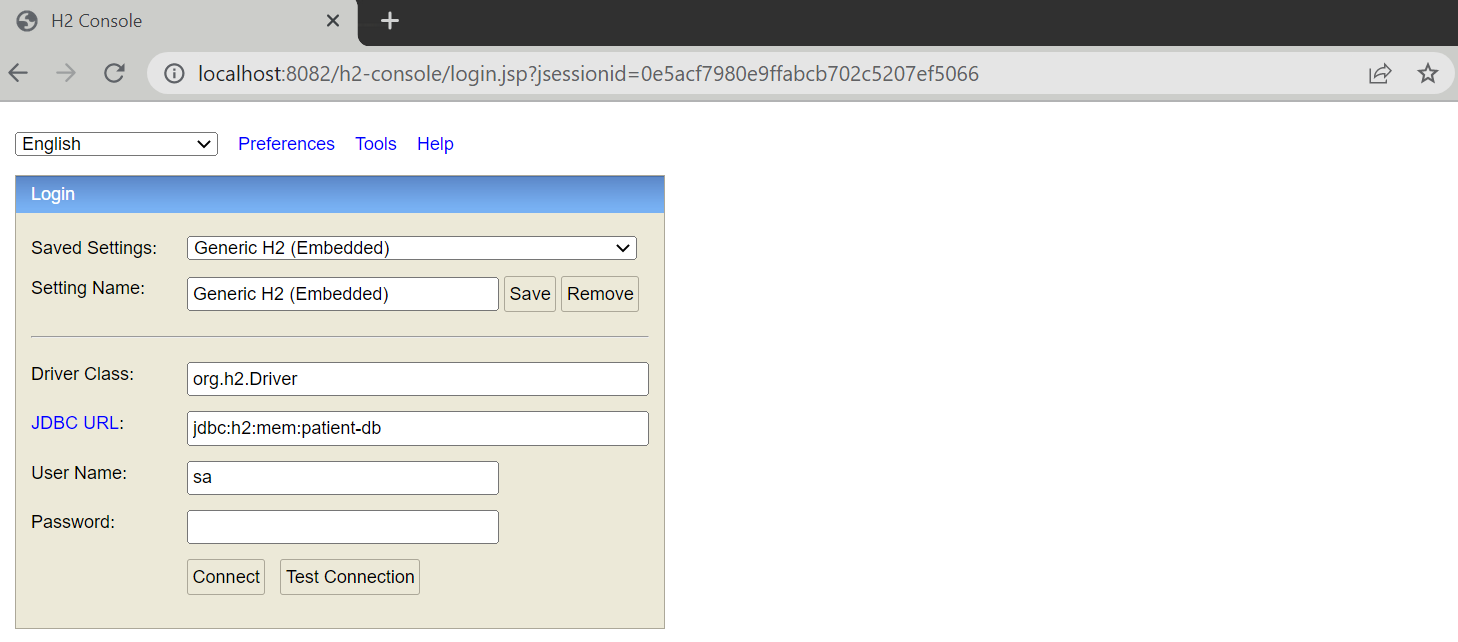 H2 Console
localhost:8082/h2-console/login.jsp?jsessionid=0e5acf7980e9ffabcb702c5207ef5066
English Preferences Tools Help
Login
Saved Settings: Generic H2 (Embedded)
Setting Name: Generic H2 (Embedded) Save Remove
Driver Class: org.h2.Driver
JDBC URL: jdbc:h2:mem:patient-db
User Name: sa
Password:
Connect Test Connection